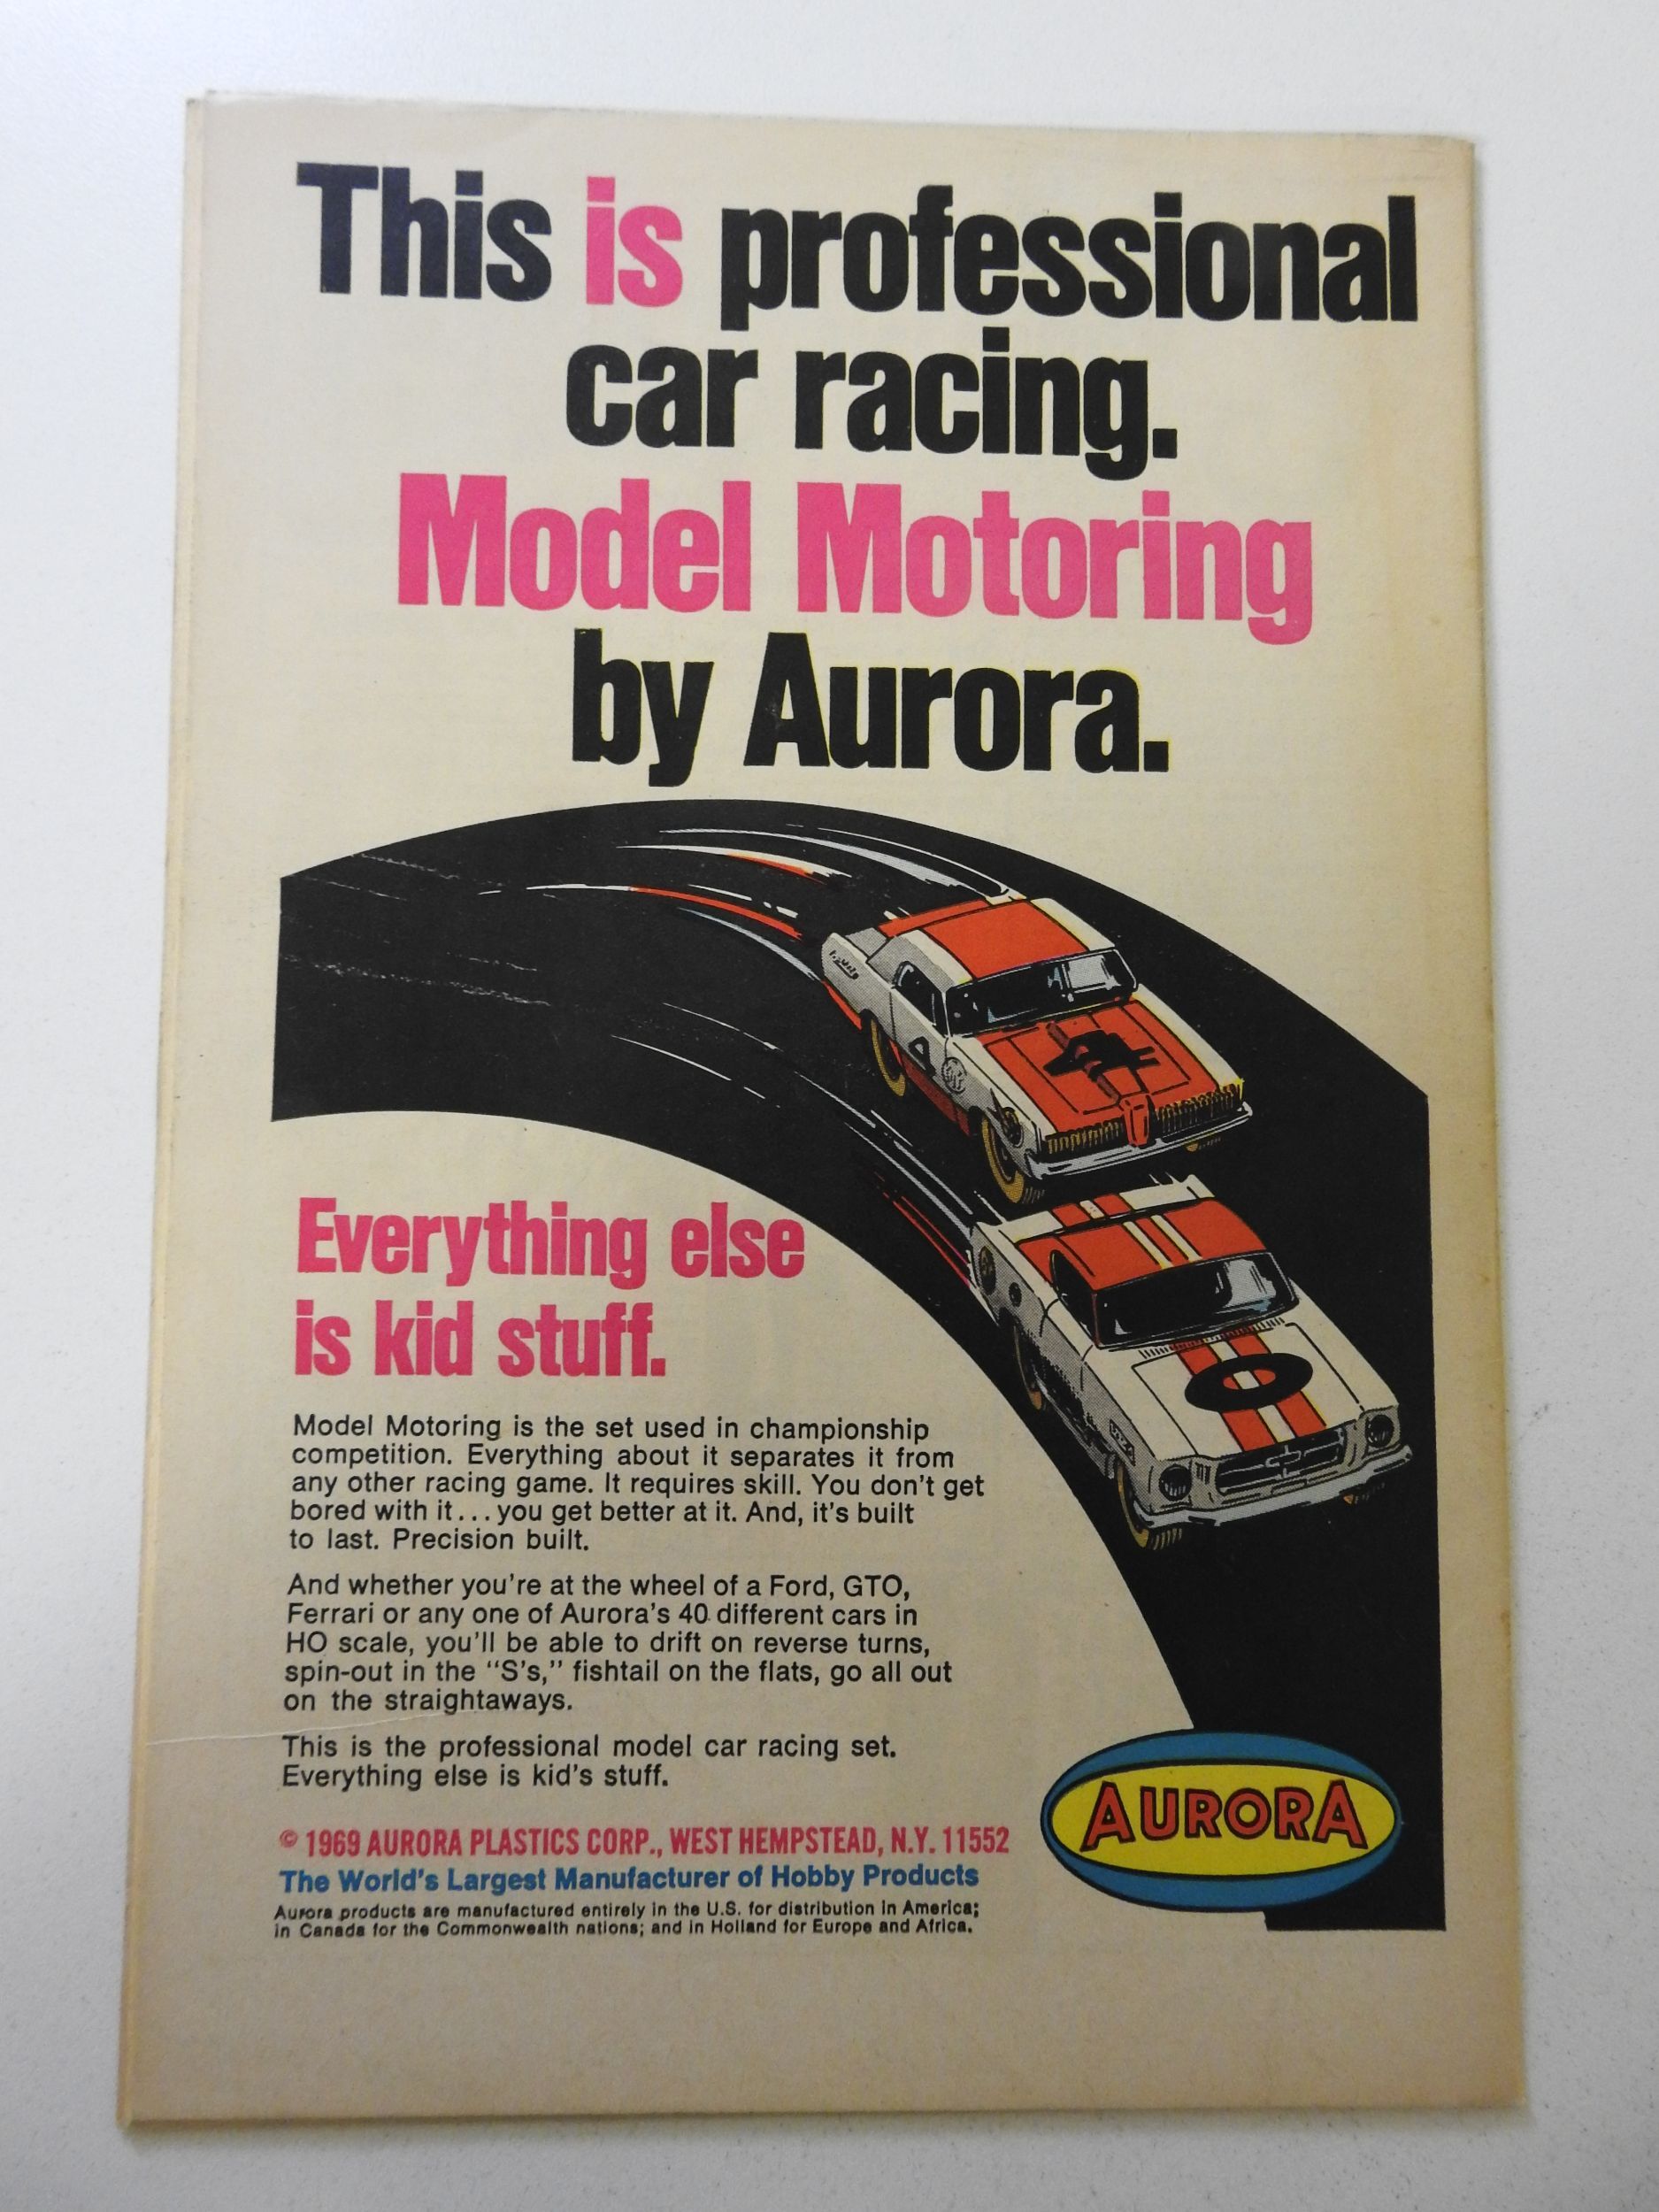 This is professional
car racing.
Model Motoring
by Aurora.
4
4
0
Everything else
is kid stuff.
Model Motoring is the set used in championship
competition. Everything about it separates it from
any other racing game. It requires skill. You don't get
bored with it...you get better at it. And, it's built
to last. Precision built.
And whether you're at the wheel of a Ford, GTO,
Ferrari or any one of Aurora's 40 different cars in
HO scale, you'll be able to drift on reverse turns,
spin-out in the "S's," fishtail on the flats, go all out
on the straightaways.
This is the professional model car racing set.
Everything else is kid's stuff.
© 1969 AURORA PLASTICS CORP., WEST HEMPSTEAD, N.Y. 11552
The World's Largest Manufacturer of Hobby Products
Aurora products are manufactured entirely in the U.S. for distribution in America;
in Canada for the Commonwealth nations; and in Holland for Europe and Africa.
AURORA